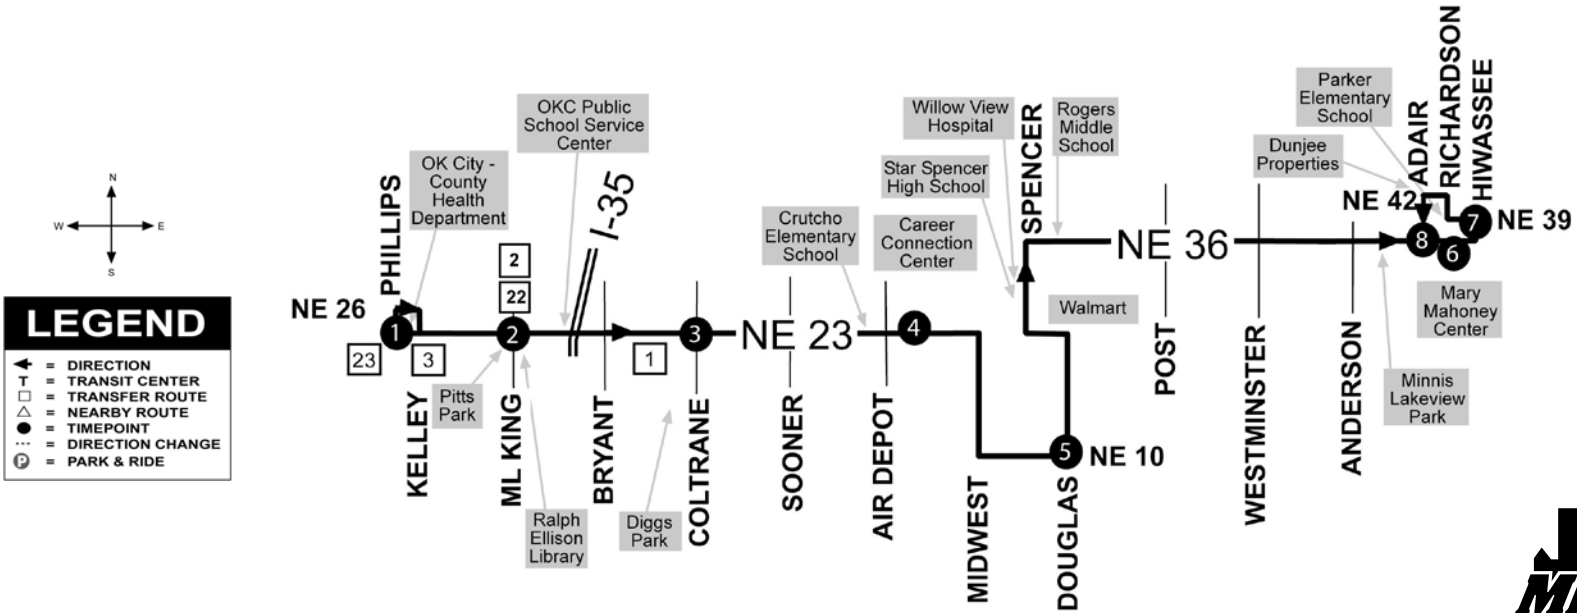 N
W
E
S
LEGEND
= DIRECTION
T = TRANSIT CENTER
= TRANSFER ROUTE
= NEARBY ROUTE
= TIMEPOINT
= DIRECTION CHANGE
P = PARK & RIDE
NE 26
PHILLIPS
OK City -
County
Health
Department
1
23
3
KELLEY
2
22
2
Pitts
Park
ML KING
Ralph
Ellison
Library
OKC Public
School Service
Center
I-35
BRYANT
1
Diggs
Park
3
COLTRANE
NE 23
SOONER
Crutcho
Elementary
School
AIR DEPOT
Career
Connection
Center
4
MIDWEST
5
NE 10
DOUGLAS
Walmart
Star Spencer
High School
Willow View
Hospital
SPENCER
Rogers
Middle
School
NE 36
POST
WESTMINSTER
ANDERSON
Minnis
Lakeview
Park
Dunjee
Properties
Parker
Elementary
School
NE 42
ADAIR
RICHARDSON
HIWASSEE
8
6
7
NE 39
Mary
Mahoney
Center